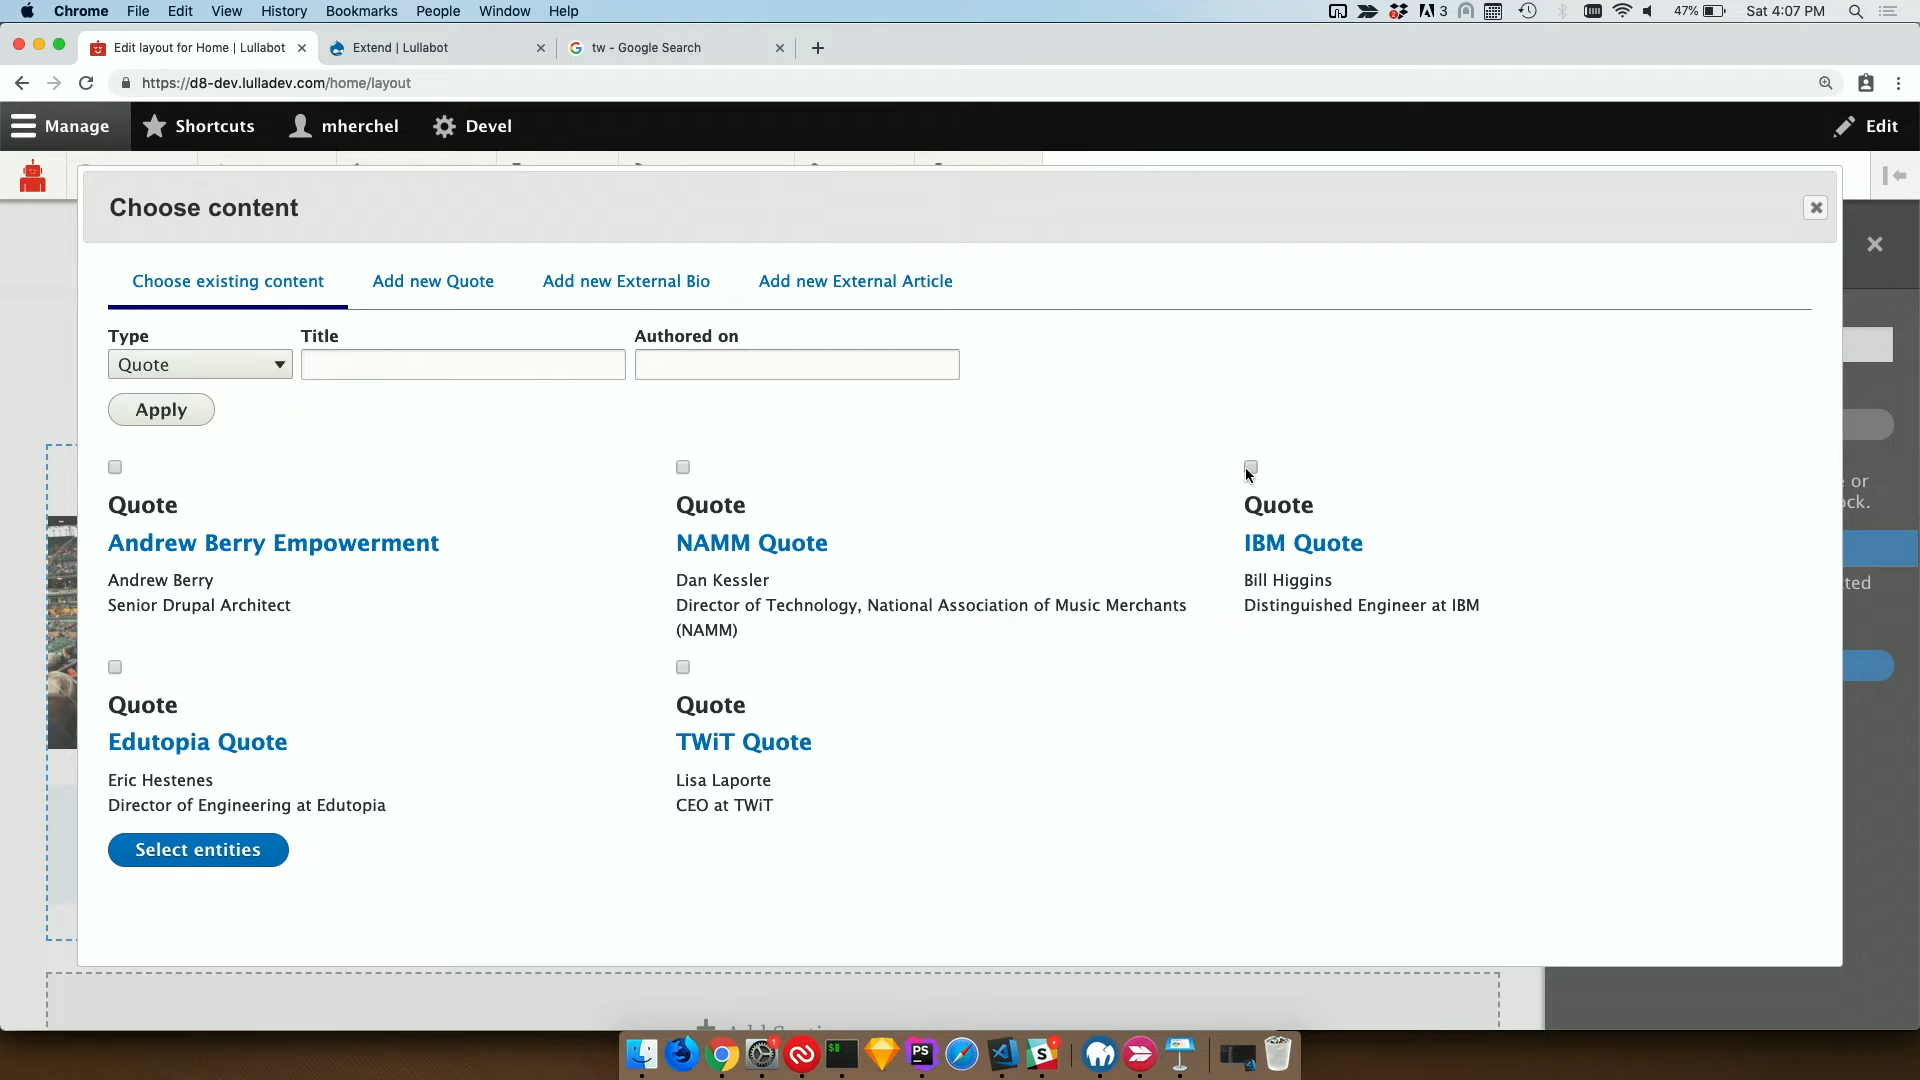 Chrome File Edit View History Bookmarks People Window Help
3
47% Sat 4:07 PM
Edit layout for Home | Lullabot
Extend | Lullabot
tw - Google Search
https://d8-dev.lulladev.com/home/layout
Manage Shortcuts mherchel Devel Edit
Choose content
Choose existing content Add new Quote Add new External Bio Add new External Article
Type Title Authored on
Quote
Apply
Quote
Andrew Berry Empowerment
Andrew Berry
Senior Drupal Architect
Quote
NAMM Quote
Dan Kessler
Director of Technology, National Association of Music Merchants
(NAMM)
Quote
IBM Quote
Bill Higgins
Distinguished Engineer at IBM
Quote
Edutopia Quote
Eric Hestenes
Director of Engineering at Edutopia
Quote
TWiT Quote
Lisa Laporte
CEO at TWiT
Select entities
or
PS
$
S
1